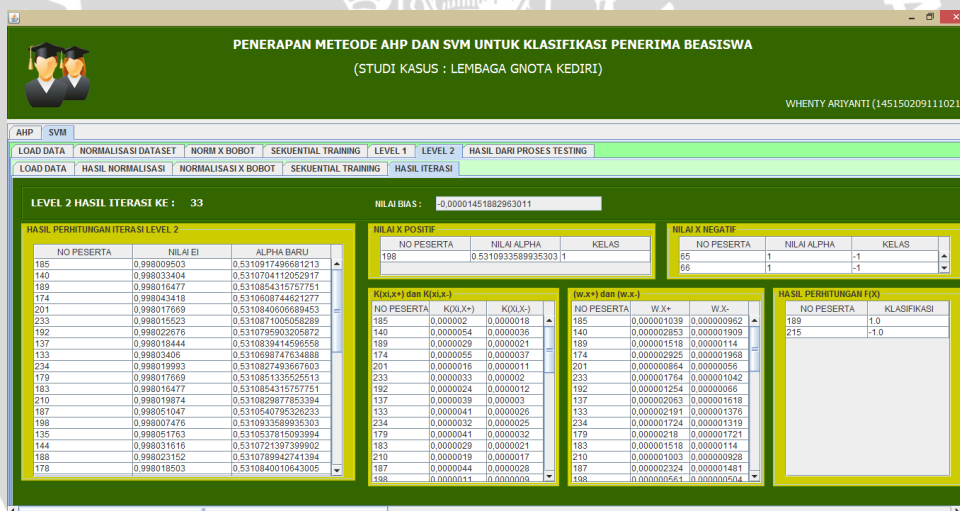 PENERAPAN METEODE AHP DAN SVM UNTUK KLASIFIKASI PENERIMA BEASISWA
(STUDI KASUS : LEMBAGA GNOTA KEDIRI)
WHENTY ARIYANTI (145150209111021
AHP SVM
LOAD DATA NORMALISASI DATASET NORM X BOBOT SEKUENTIAL TRAINING LEVEL 1 LEVEL 2 HASIL DARI PROSES TESTING
LOAD DATA HASIL NORMALISASI NORMALISASI X BOBOT SEKUENTIAL TRAINING HASIL ITERASI
LEVEL 2 HASIL ITERASI KE : 33
NILAI BIAS : -0,00001451882963011
HASIL PERHITUNGAN ITERASI LEVEL 2
NO PESERTA NILAI EI ALPHA BARU
185 0,998009503 0,5310917496681213
140 0,998033404 0,5310704112052917
189 0,998016477 0,5310854315757751
174 0,998043418 0,5310608744621277
201 0,998017669 0,5310840606689453
233 0,998015523 0,5310871005058289
192 0,998022676 0,5310795903205872
137 0,998018444 0,5310839414596558
133 0,99803406 0,5310698747634888
234 0,998019993 0,5310827493667603
179 0,998017669 0,531085133552513
183 0,998016477 0,5310854315757751
210 0,998019874 0,5310829877853394
187 0,998051047 0,5310540795326233
198 0,998007476 0,5310933589935303
135 0,998051763 0,5310537815093994
144 0,998031616 0,5310721397399902
188 0,998023152 0,5310789942741394
178 0,998018503 0,5310840010643005
NILAI X POSITIF
NO PESERTA NILAI ALPHA KELAS
198 0.5310933589935303 1
NILAI X NEGATIF
NO PESERTA NILAI ALPHA KELAS
65 1 -1
66 1 -1
K(xi,x+) dan K(xi,x-)
NO PESERTA K(XI,X+) K(XI,X-)
185 0,000002 0,0000018
140 0,0000054 0,0000036
189 0,0000029 0,0000021
174 0,0000055 0,0000037
201 0,0000016 0,0000011
233 0,0000033 0,000002
192 0,0000024 0,0000012
137 0,0000039 0,000003
133 0,0000041 0,0000026
234 0,0000032 0,0000025
179 0,0000041 0,0000032
183 0,0000029 0,0000021
210 0,0000019 0,0000017
187 0,0000044 0,0000028
198 0,0000011 0,0000009
(w.x+) dan (w.x-)
NO PESERTA W.X+ W.X-
185 0,000001039 0,000000962
140 0,000002853 0,000001909
189 0,000001518 0,00000114
174 0,000002925 0,000001968
201 0,000000864 0,00000056
233 0,000001764 0,000001042
192 0,000001254 0,00000066
137 0,000002063 0,000001618
133 0,000002191 0,000001376
234 0,000001724 0,000001319
179 0,00000218 0,000001721
183 0,000001518 0,00000114
210 0,000001003 0,000000928
187 0,000002324 0,000001481
198 0,000000561 0,000000504
HASIL PERHITUNGAN F(X)
NO PESERTA KLASIFIKASI
189 1.0
215 -1.0